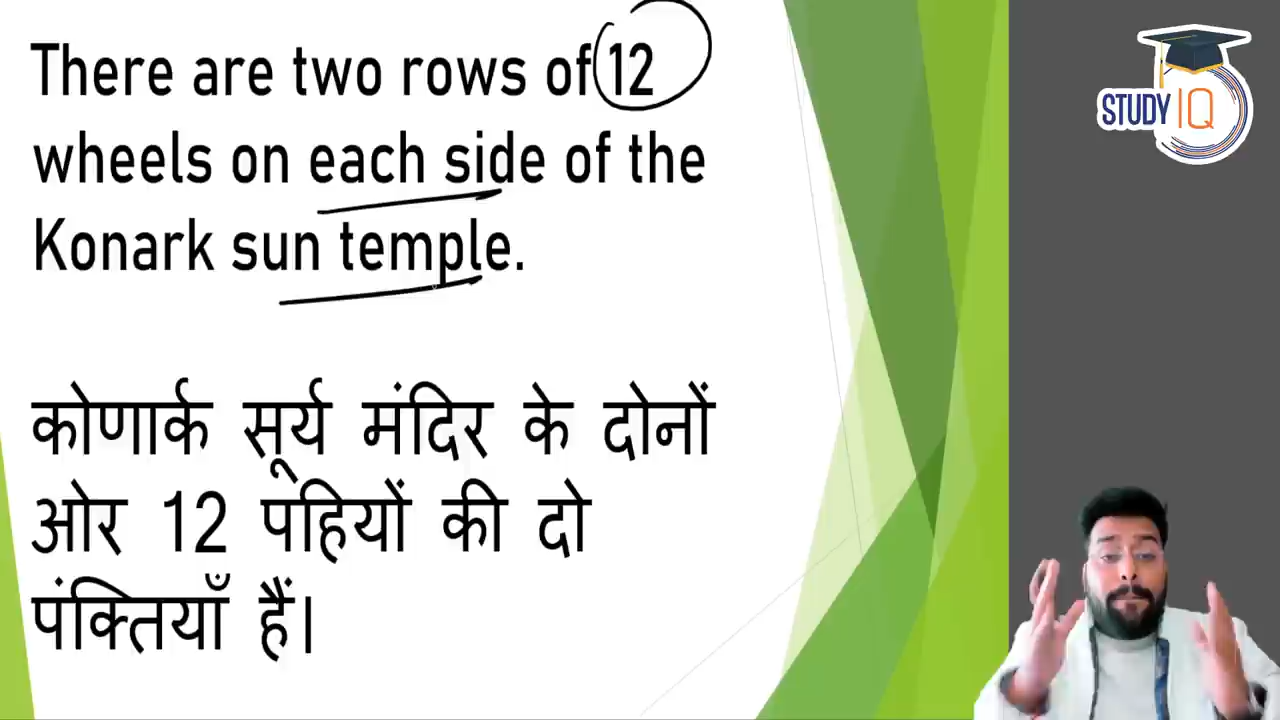 There are two rows of 12
wheels on each side of the
Konark sun temple.
कोणार्क सूर्य मंदिर के दोनों
ओर 12 पहियों की दो
पंक्तियाँ हैं।
STUDY IQ